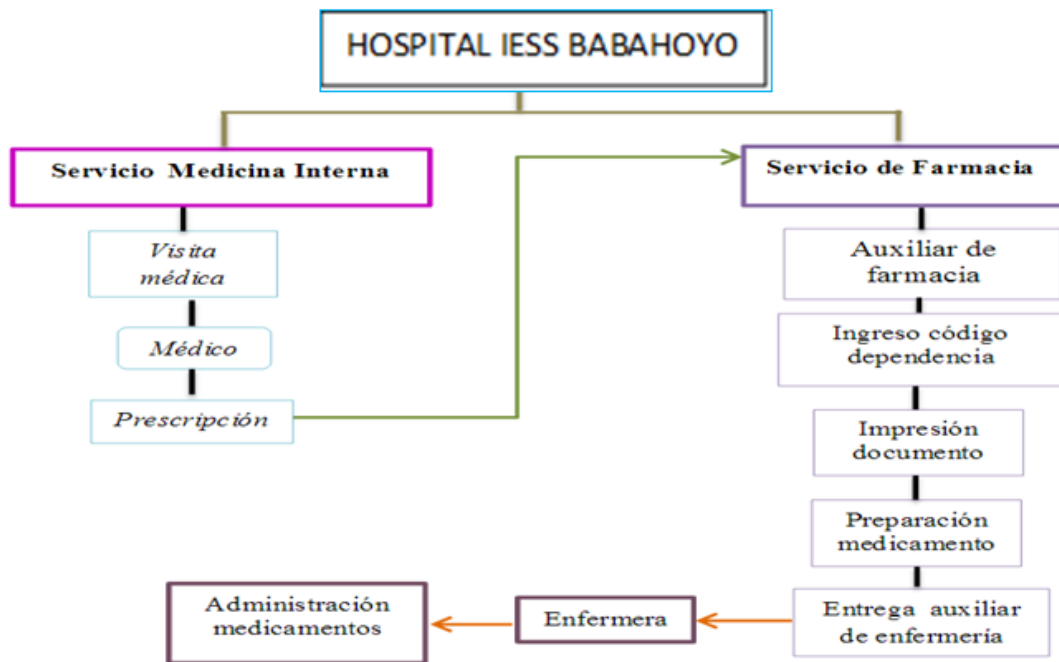 HOSPITAL IESS BABAHOYO
Servicio Medicina Interna
Visita
médica
Médico
Prescripción
Servicio de Farmacia
Auxiliar de
farmacia
Ingreso código
dependencia
Impresión
documento
Preparación
medicamento
Entrega auxiliar
de enfermería
Enfermera
Administración
medicamentos